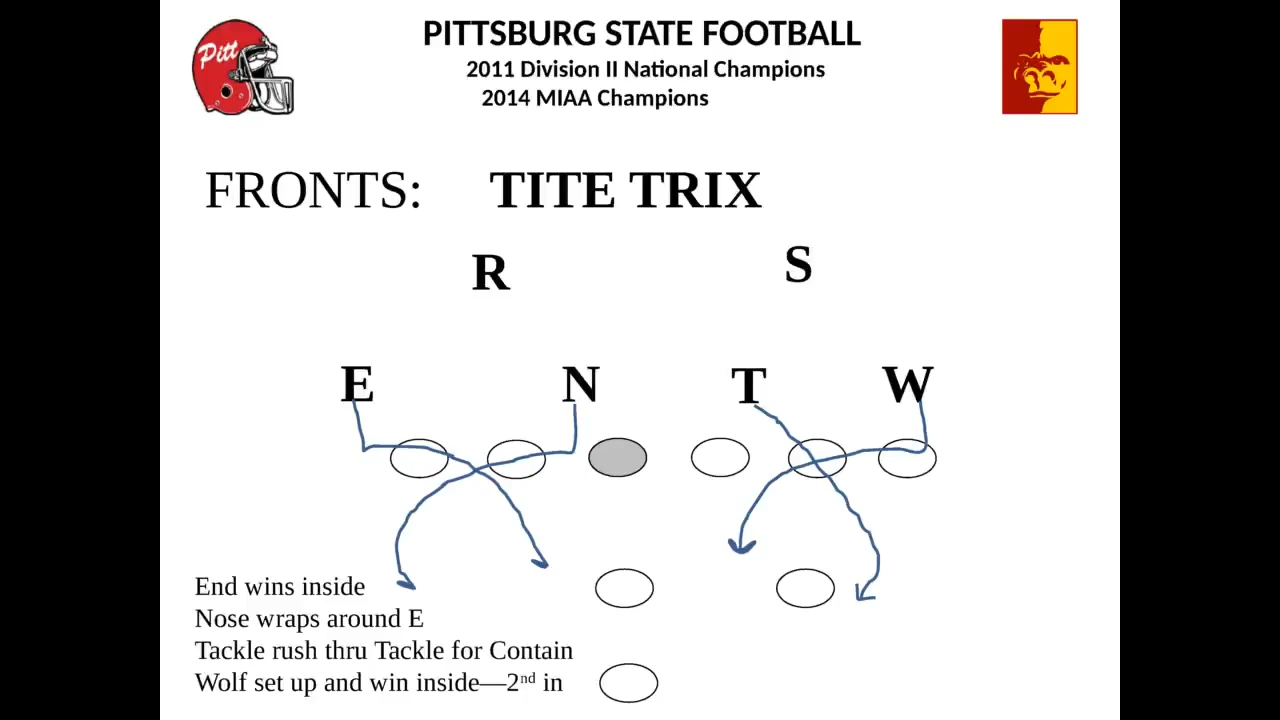 PITTSBURG STATE FOOTBALL
2011 Division II National Champions
2014 MIAA Champions
Pitt
FRONTS: TITE TRIX
R S
E N T W
End wins inside
Nose wraps around E
Tackle rush thru Tackle for Contain
Wolf set up and win inside—2nd in